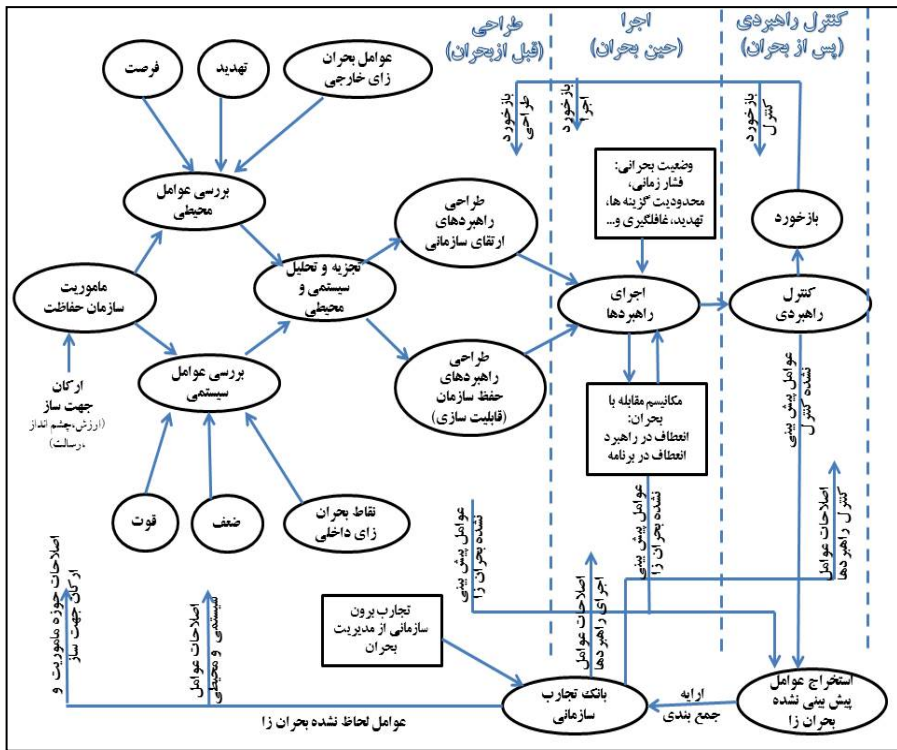 کنترل راهبردی
(پس از بحران)
اجرا
(حین بحران)
طراحی
(قبل ازبحران)
عوامل بحران
زای خارجی
تهدید
فرصت
بازخورد
کنترل
بازخورد
اجرا
بازخورد
طراحی
وضعیت بحرانی:
فشار زمانی،
محدودیت گزینه ها،
تهدید، غافلگیری و...
بازخورد
بررسی عوامل
محیطی
طراحی
راهبردهای
ارتقای سازمانی
تجزیه و تحلیل
سیستمی و
محیطی
ماموریت
سازمان حفاظت
اجرای
راهبردها
کنترل
راهبردی
ارکان
جهت ساز
(ارزش،چشم انداز
،رسالت)
بررسی عوامل
سیستمی
طراحی
راهبردهای
حفظ سازمان
(قابلیت سازی)
مکانیسم مقابله با
بحران:
انعطاف در راهبرد
انعطاف در برنامه
عوامل پیش بینی
نشده کنترل
قوت
ضعف
نقاط بحران
زای داخلی
عوامل پیش بینی
نشده بحران زا
عوامل پیش بینی
نشده بحران زا
اصلاحات عوامل
کنترل راهبردها
اصلاحات عوامل
اجرای راهبردها
اصلاحات حوزه ماموریت و
ارکان جهت ساز
اصلاحات عوامل
سیستمی و محیطی
تجارب برون
سازمانی از مدیریت
بحران
بانک تجارب
سازمانی
ارایه
جمع بندی
استخراج عوامل
پیش بینی نشده
بحران زا
عوامل لحاظ نشده بحران زا